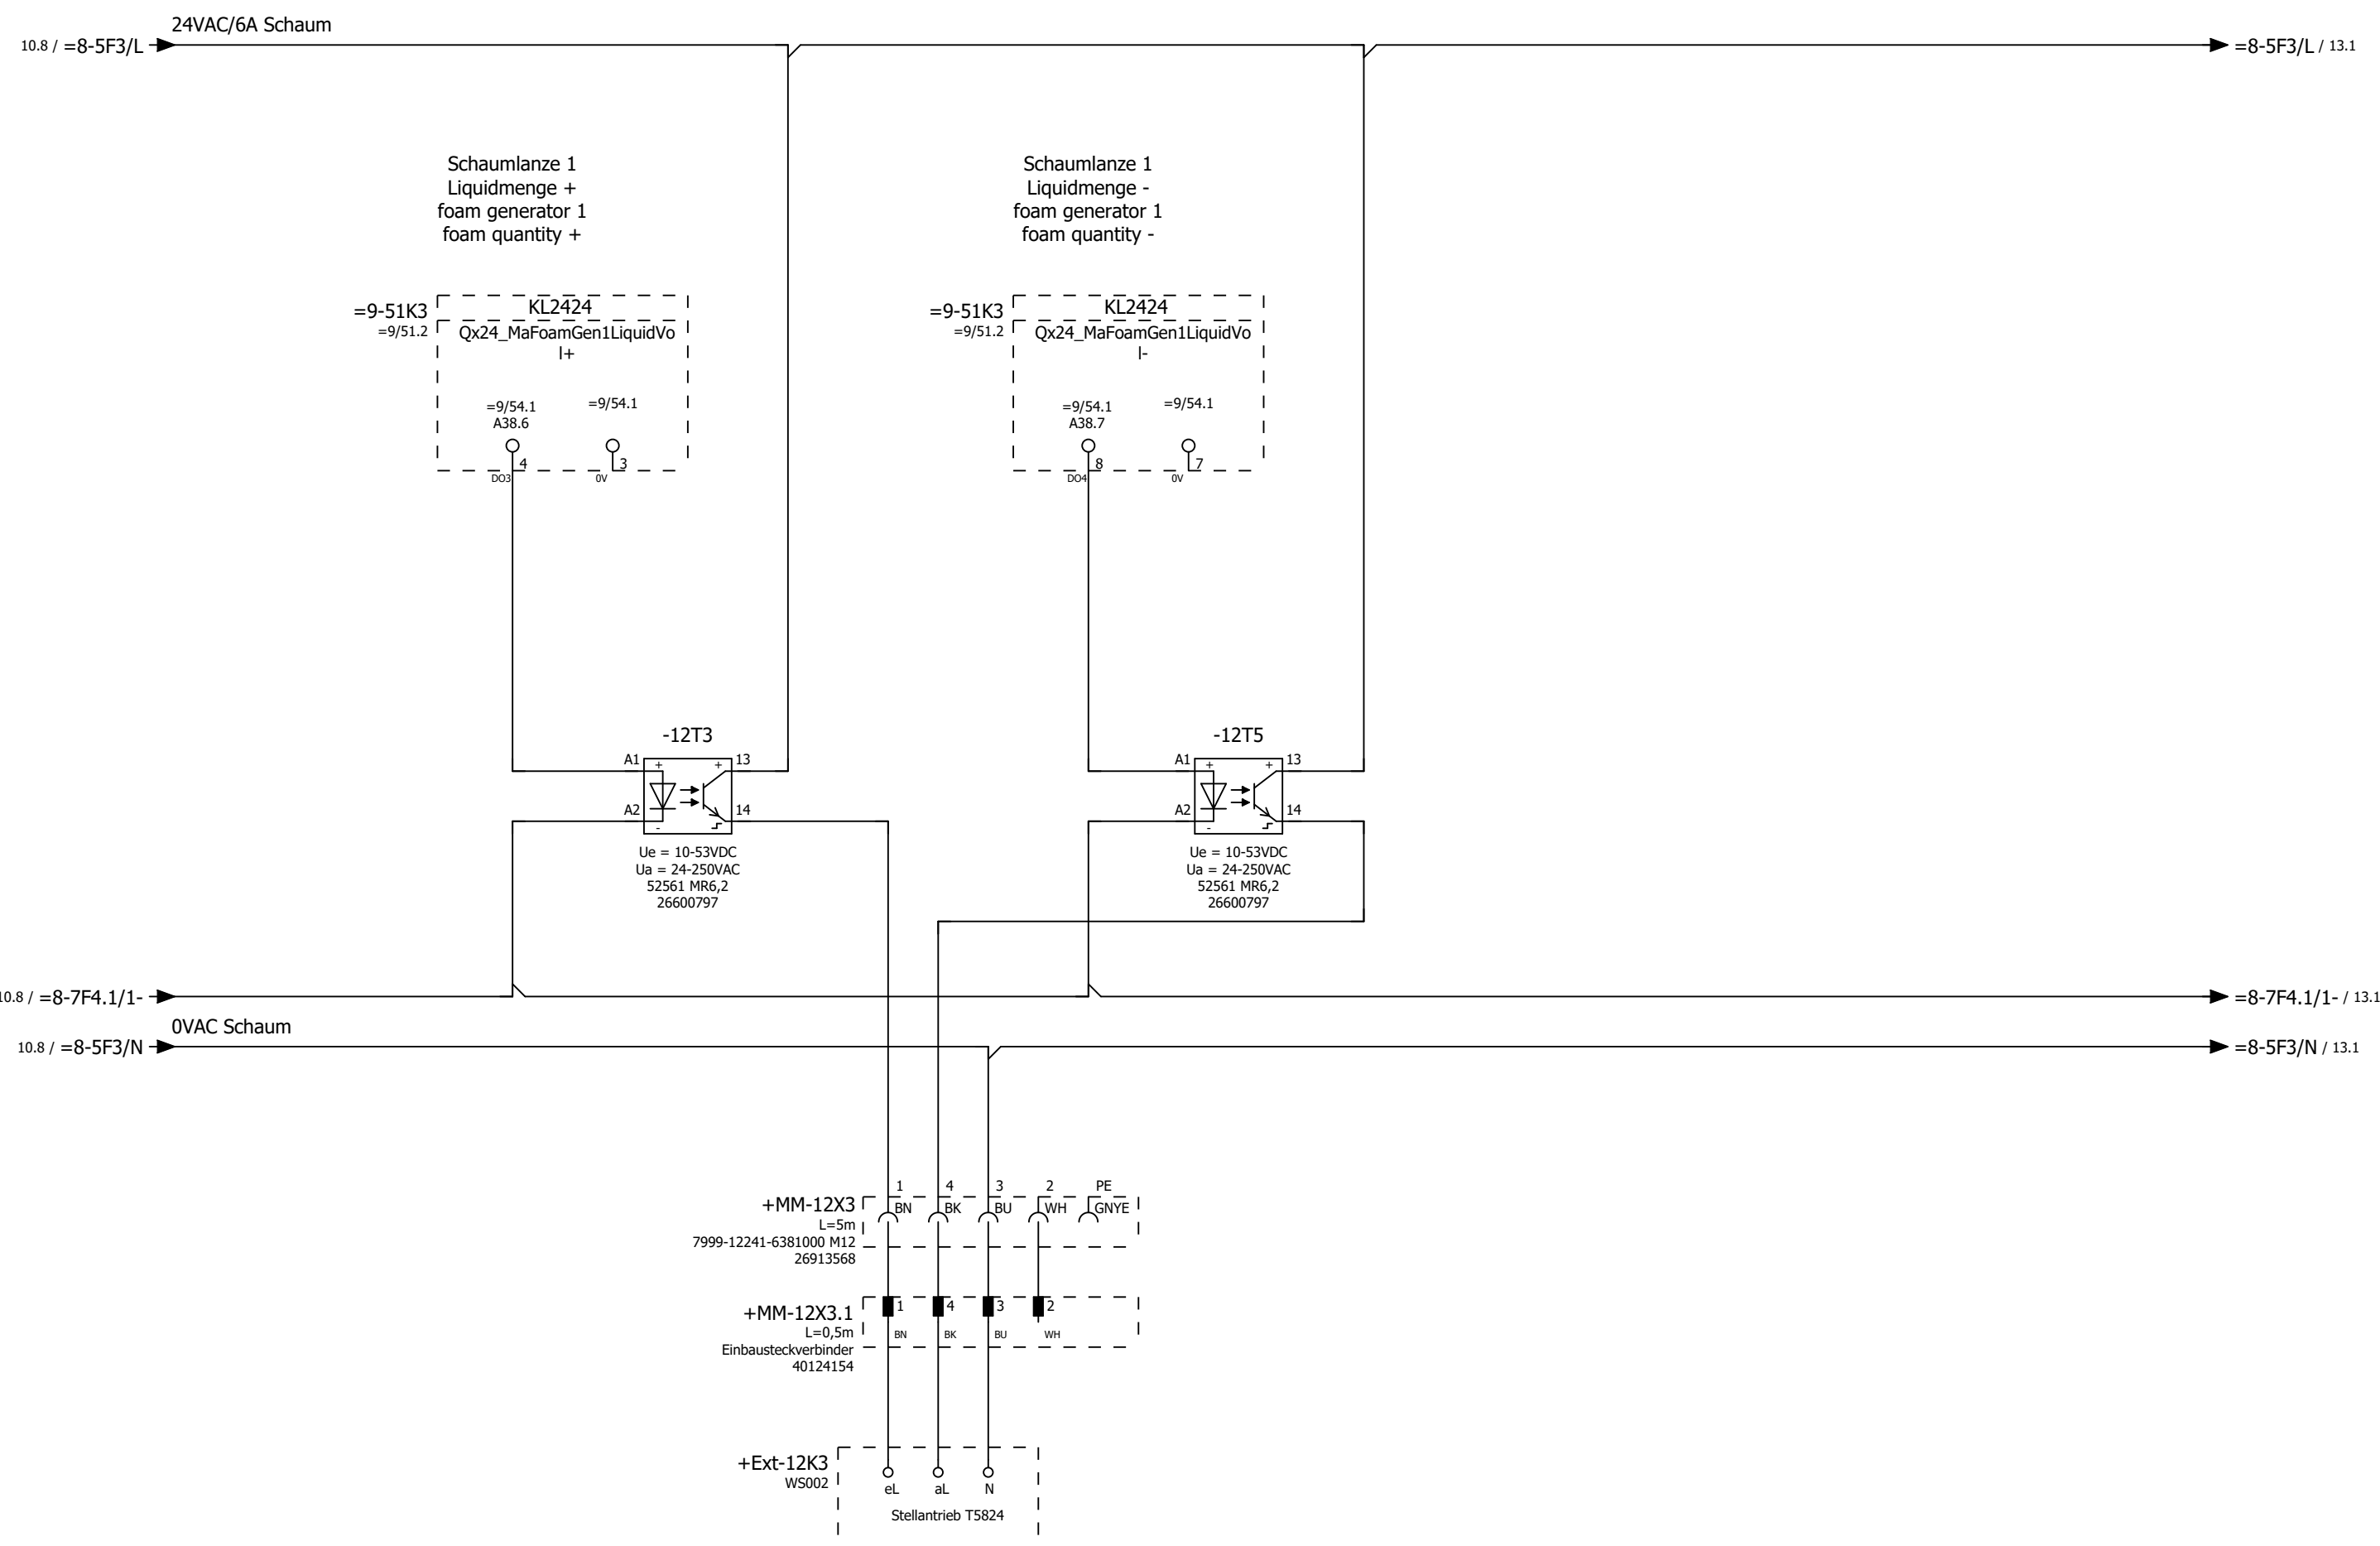 24VAC/6A Schaum
10.8 / =8-5F3/L
=8-5F3/L / 13.1
Schaumlanze 1
Liquidmenge +
foam generator 1
foam quantity +
Schaumlanze 1
Liquidmenge -
foam generator 1
foam quantity -
=9-51K3
=9/51.2
KL2424
Qx24_MaFoamGen1LiquidVo
l+
=9/54.1
A38.6
=9/54.1
4
3
DO3
0V
=9-51K3
=9/51.2
KL2424
Qx24_MaFoamGen1LiquidVo
l-
=9/54.1
A38.7
=9/54.1
8
7
DO4
0V
-12T3
A1
+
+
13
A2
-
14
Ue = 10-53VDC
Ua = 24-250VAC
52561 MR6,2
26600797
-12T5
A1
+
+
13
A2
-
14
Ue = 10-53VDC
Ua = 24-250VAC
52561 MR6,2
26600797
10.8 / =8-7F4.1/1-
=8-7F4.1/1- / 13.1
0VAC Schaum
10.8 / =8-5F3/N
=8-5F3/N / 13.1
1
4
3
2
PE
+MM-12X3
BN
BK
BU
WH
GNYE
L=5m
7999-12241-6381000 M12
26913568
+MM-12X3.1
1
4
3
2
L=0,5m
BN
BK
BU
WH
Einbausteckverbinder
40124154
+Ext-12K3
WS002
eL
aL
N
Stellantrieb T5824